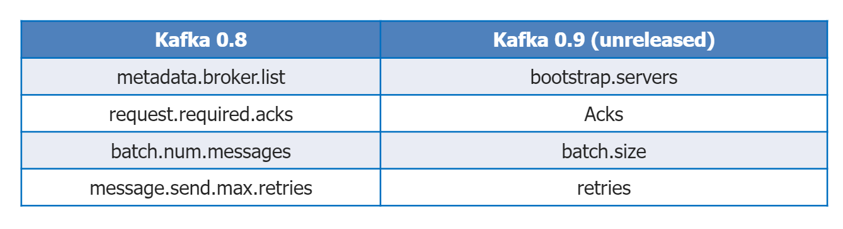 Kafka 0.8 Kafka 0.9 (unreleased)
metadata.broker.list bootstrap.servers
request.required.acks Acks
batch.num.messages batch.size
message.send.max.retries retries